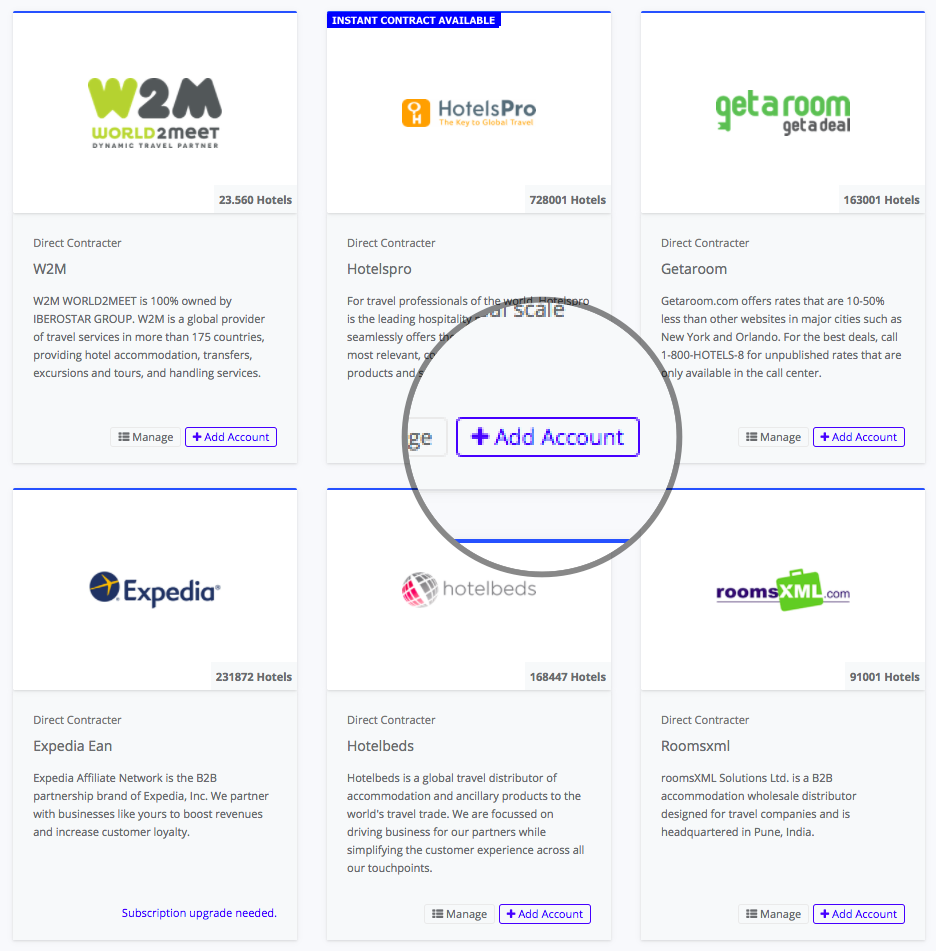 W2M
WORLD2MEET
DYNAMIC TRAVEL PARTNER
23.560 Hotels
Direct Contracter
W2M
W2M WORLD2MEET is 100% owned by
IBEROSTAR GROUP. W2M is a global provider
of travel services in more than 175 countries,
providing hotel accommodation, transfers,
excursions and tours, and handling services.
Manage
Add Account
INSTANT CONTRACT AVAILABLE
HotelsPro
The Key to Global Travel
728001 Hotels
Direct Contracter
Hotelspro
For travel professionals of the world, Hotelspro
is the leading hospitality
seamlessly offers
most relevant,
products and
scale
Add Account
getaroom
getadeal
163001 Hotels
Direct Contracter
Getaroom
Getaroom.com offers rates that are 10-50%
less than other websites in major cities such as
New York and Orlando. For the best deals, call
1-800-HOTELS-8 for unpublished rates that are
only available in the call center.
Manage
Add Account
Expedia®
231872 Hotels
Direct Contracter
Expedia Ean
Expedia Affiliate Network is the B2B
partnership brand of Expedia, Inc. We partner
with businesses like yours to boost revenues
and increase customer loyalty.
Subscription upgrade needed.
hotelbeds
168447 Hotels
Direct Contracter
Hotelbeds
Hotelbeds is a global travel distributor of
accommodation and ancillary products to the
world's travel trade. We are focussed on
driving business for our partners while
simplifying the customer experience across all
our touchpoints.
Manage
Add Account
roomsXML.com
91001 Hotels
Direct Contracter
Roomsxml
roomsXML Solutions Ltd. is a B2B
accommodation wholesale distributor
designed for travel companies and is
headquartered in Pune, India.
Manage
Add Account